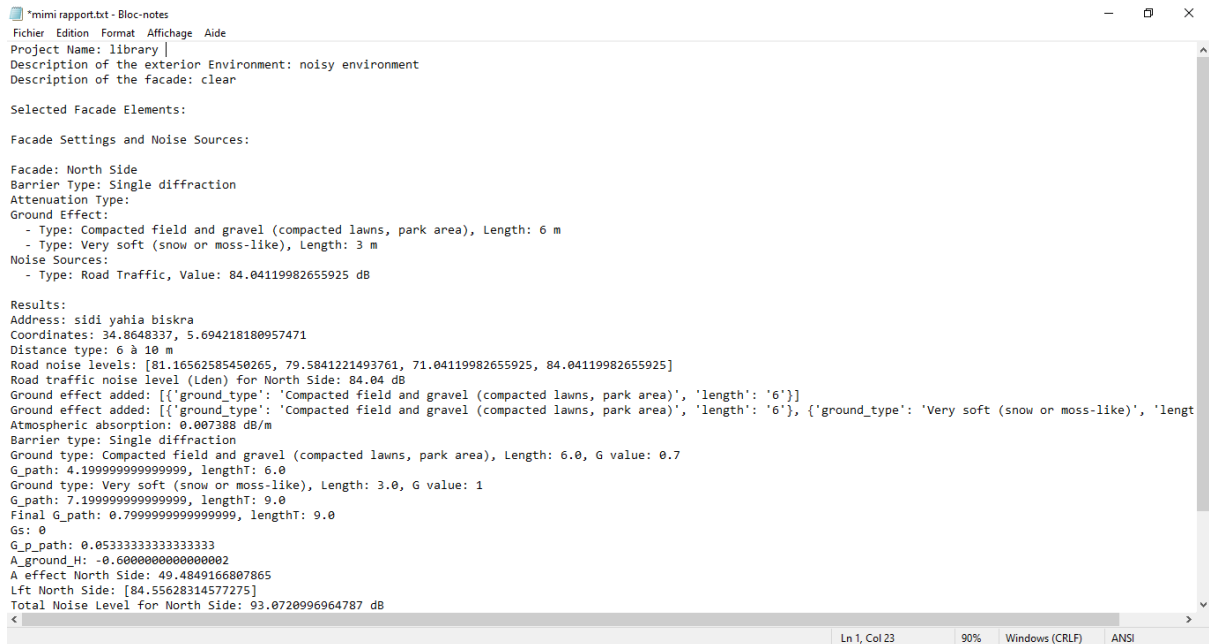 *mimi rapport.txt - Bloc-notes
Fichier Edition Format Affichage Aide
Project Name: library
Description of the exterior Environment: noisy environment
Description of the facade: clear
Selected Facade Elements:
Facade Settings and Noise Sources:
Facade: North Side
Barrier Type: Single diffraction
Attenuation Type:
Ground Effect:
- Type: Compacted field and gravel (compacted lawns, park area), Length: 6 m
- Type: Very soft (snow or moss-like), Length: 3 m
Noise Sources:
- Type: Road Traffic, Value: 84.04119982655925 dB
Results:
Address: sidi yahia biskra
Coordinates: 34.8648337, 5.694218180957471
Distance type: 6 à 10 m
Road noise levels: [81.16562585450265, 79.5841221493761, 71.04119982655925, 84.04119982655925]
Road traffic noise level (Lden) for North Side: 84.04 dB
Ground effect added: [{'ground_type': 'Compacted field and gravel (compacted lawns, park area)', 'length': '6'}]
Ground effect added: [{'ground_type': 'Compacted field and gravel (compacted lawns, park area)', 'length': '6'}, {'ground_type': 'Very soft (snow or moss-like)', 'lengt
Atmospheric absorption: 0.007388 dB/m
Barrier type: Single diffraction
Ground type: Compacted field and gravel (compacted lawns, park area), Length: 6.0, G value: 0.7
G_path: 4.199999999999999, lengthT: 6.0
Ground type: Very soft (snow or moss-like), Length: 3.0, G value: 1
G_path: 7.199999999999999, lengthT: 9.0
Final G_path: 0.7999999999999999, lengthT: 9.0
Gs: 0
G_p_path: 0.05333333333333333
A_ground_H: -0.6000000000000002
A effect North Side: 49.4849166807865
Lft North Side: [84.55628314577275]
Total Noise Level for North Side: 93.0720996964787 dB
Ln 1, Col 23 90% Windows (CRLF) ANSI